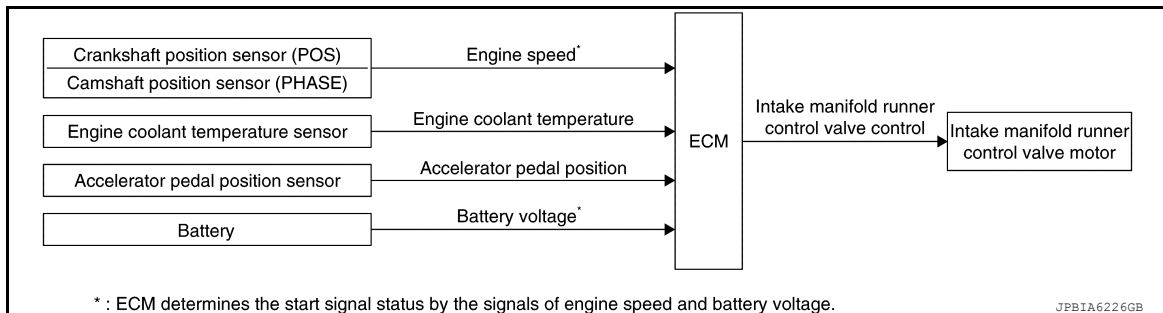 Crankshaft position sensor (POS)
Camshaft position sensor (PHASE)
Engine speed*
Engine coolant temperature sensor
Engine coolant temperature
Accelerator pedal position sensor
Accelerator pedal position
Battery
Battery voltage*
ECM
Intake manifold runner
control valve control
Intake manifold runner
control valve motor
* : ECM determines the start signal status by the signals of engine speed and battery voltage.
JPBIA6226GB